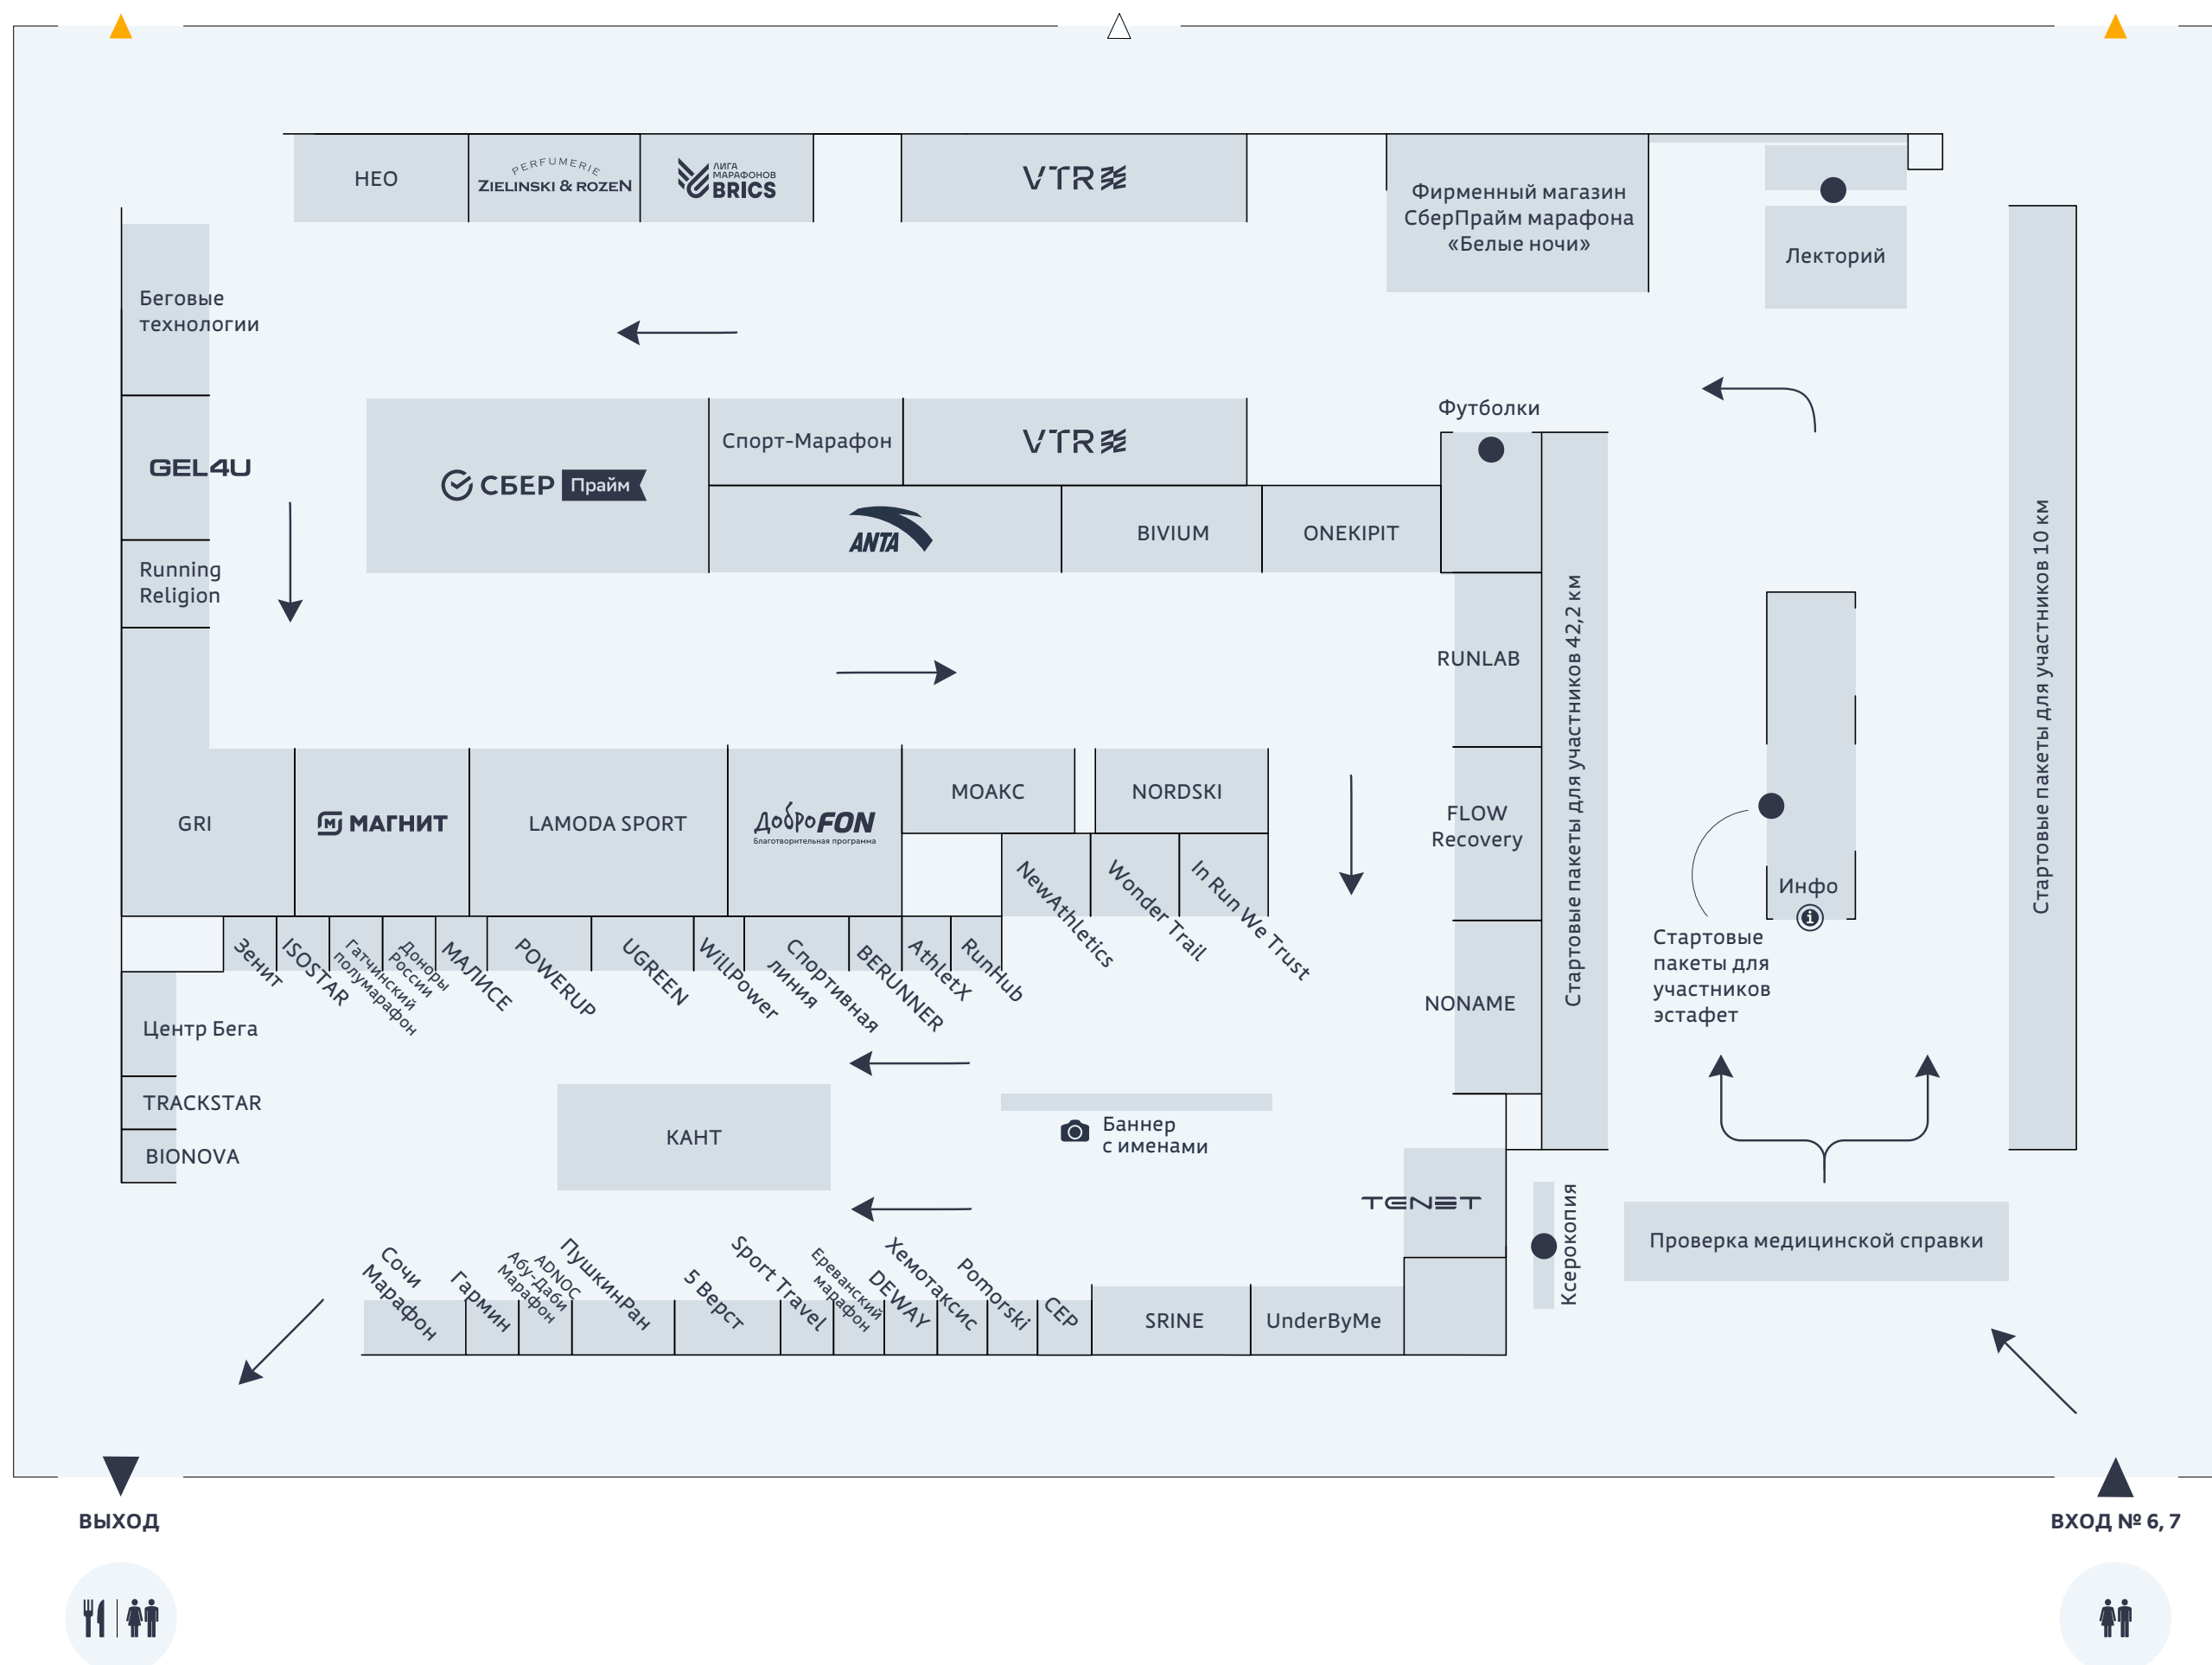 НЕО
PERFUMERIE
ZIELINSKI & ROZEN
ЛИГА
МАРАФОНОВ
BRICS
VTR
Фирменный магазин
СберПрайм марафона
«Белые ночи»
Лекторий
Беговые
технологии
GEL4U
Running
Religion
СБЕР Прайм
Спорт-Марафон
VTR
ANTA
BIVIUM
ONEKIPIT
Футболки
RUNLAB
FLOW
Recovery
NONAME
Стартовые пакеты для участников 42,2 км
Стартовые пакеты для участников 10 км
Инфо
i
Стартовые
пакеты для
участников
эстафет
GRI
М МАГНИТ
LAMODA SPORT
ДоброFON
Благотворительная программа
МОАКС
NORDSKI
NewAthletics
Wonder Trail
In Run We Trust
Зенит
ISOSTAR
Гатчинский
полумарафон
Доноры
России
МАЛИСЕ
POWERUP
UGREEN
WillPower
Спортивная
линия
BERUNNER
AthletX
RunHub
Центр Бега
TRACKSTAR
BIONOVA
КАНТ
Баннер
с именами
TENET
Ксерокопия
Проверка медицинской справки
Сочи
Марафон
Гармин
ADNOC
Абу-Даби
Марафон
ПушкинРан
5 Верст
Sport Travel
Ереванский
марафон
DEWAY
Хемотаксис
Pomorski
СЕР
SRINE
UnderByMe
ВЫХОД
ВХОД № 6, 7